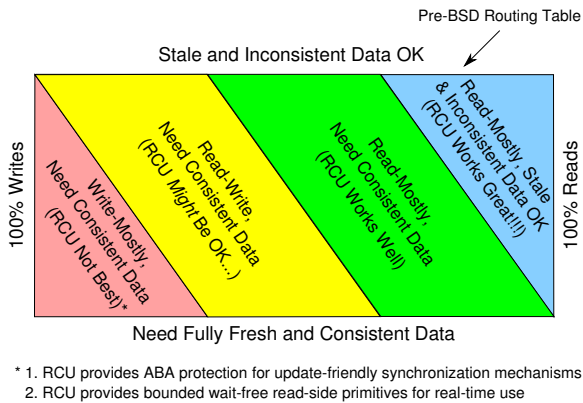 Pre-BSD Routing Table
Stale and Inconsistent Data OK
100% Writes
Write-Mostly,
Need Consistent Data
(RCU Not Best)*
Read-Write,
Need Consistent Data
(RCU Might Be OK...)
Read-Mostly,
Need Consistent Data
(RCU Works Well)
Read-Mostly, Stale
& Inconsistent Data OK
(RCU Works Great!!!)
100% Reads
Need Fully Fresh and Consistent Data
* 1. RCU provides ABA protection for update-friendly synchronization mechanisms
2. RCU provides bounded wait-free read-side primitives for real-time use